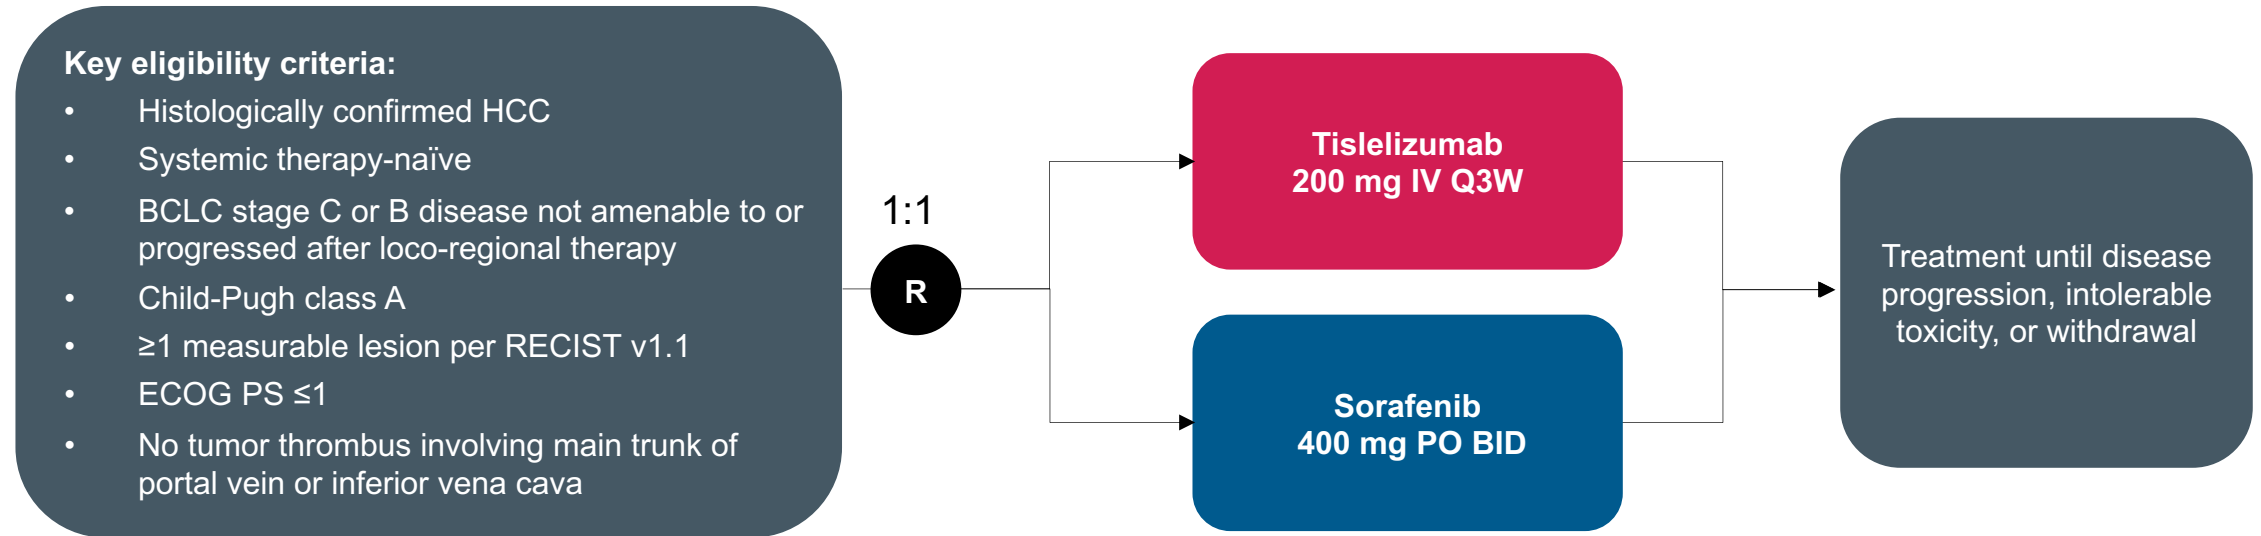 Key eligibility criteria:
• Histologically confirmed HCC
• Systemic therapy-naïve
• BCLC stage C or B disease not amenable to or
progressed after loco-regional therapy
• Child-Pugh class A
• ≥1 measurable lesion per RECIST v1.1
• ECOG PS ≤1
• No tumor thrombus involving main trunk of
portal vein or inferior vena cava
1:1
R
Tislelizumab
200 mg IV Q3W
Sorafenib
400 mg PO BID
Treatment until disease
progression, intolerable
toxicity, or withdrawal